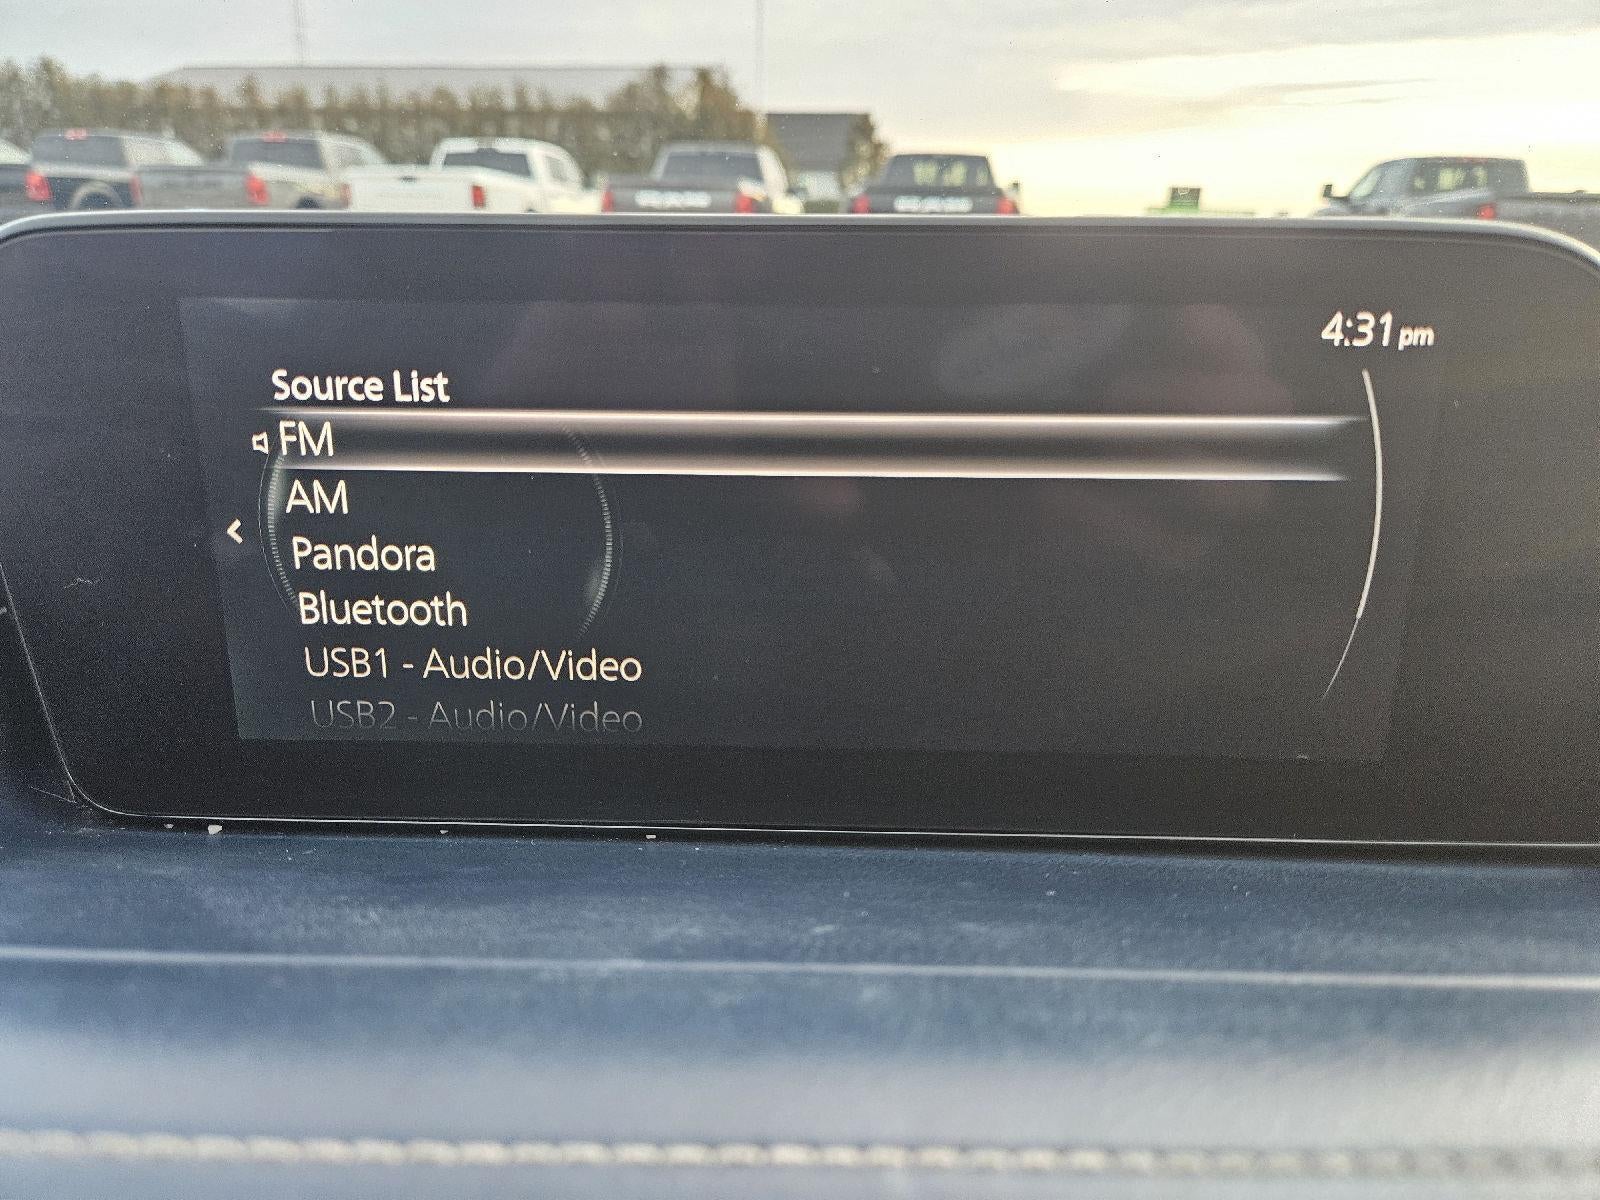 4:31 pm
Source List
FM
AM
Pandora
Bluetooth
USB1 - Audio/Video
USB2 - Audio/Video